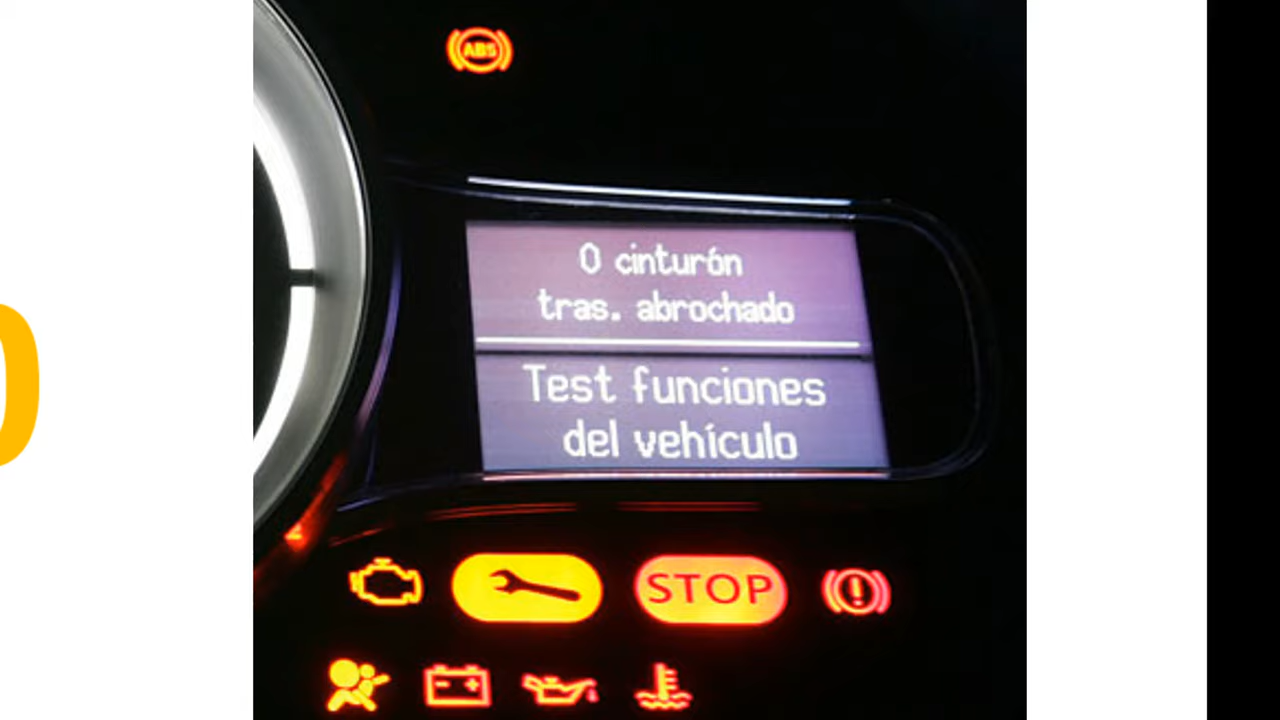 ABS
0 cinturón
tras. abrochado
Test funciones
del vehículo
STOP